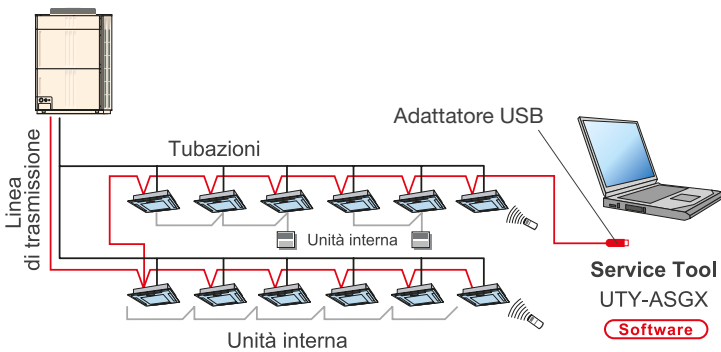 Adattatore USB
Tubazioni
Linea
di trasmissione
Unità interna
Service Tool
UTY-ASGX
Software
Unità interna